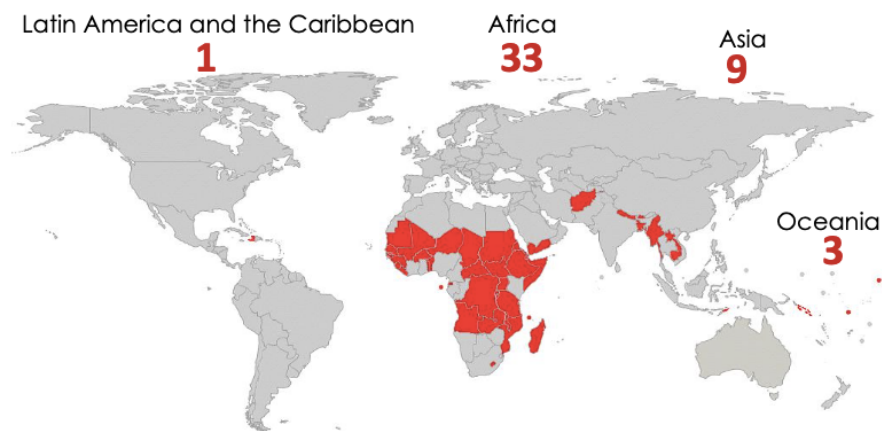 Latin America and the Caribbean
1
Africa
33
Asia
9
Oceania
3